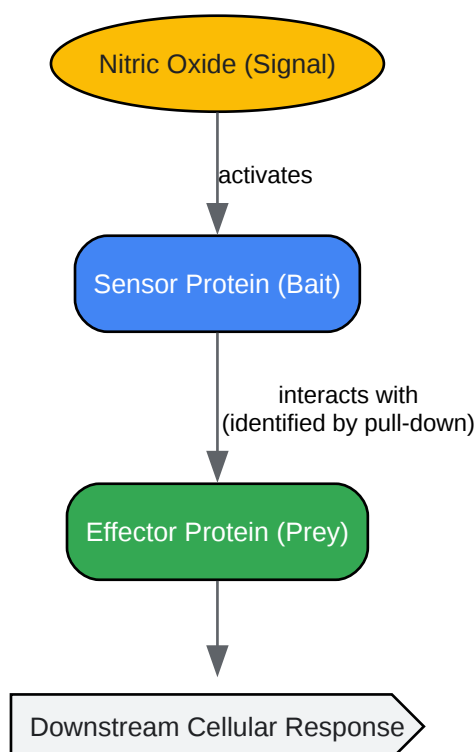 Nitric Oxide (Signal)
activates
Sensor Protein (Bait)
interacts with
(identified by pull-down)
Effector Protein (Prey)
Downstream Cellular Response